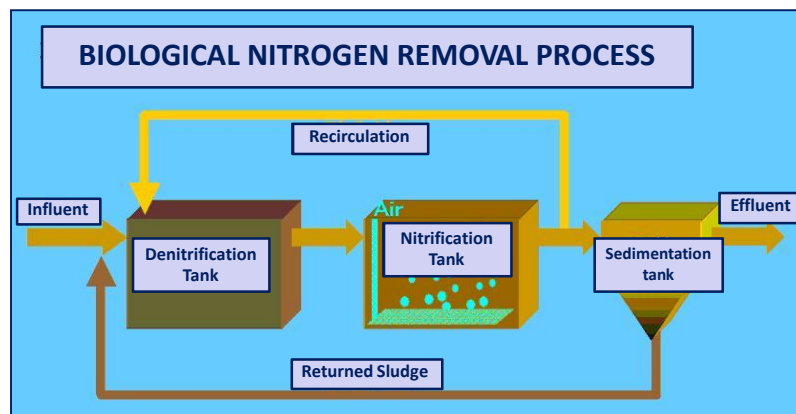 BIOLOGICAL NITROGEN REMOVAL PROCESS
Recirculation
Influent
Air
Effluent
Denitrification
Tank
Nitrification
Tank
Sedimentation
tank
Returned Sludge